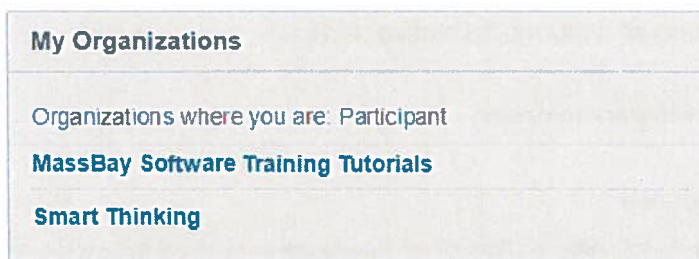 My Organizations
Organizations where you are: Participant
MassBay Software Training Tutorials
Smart Thinking